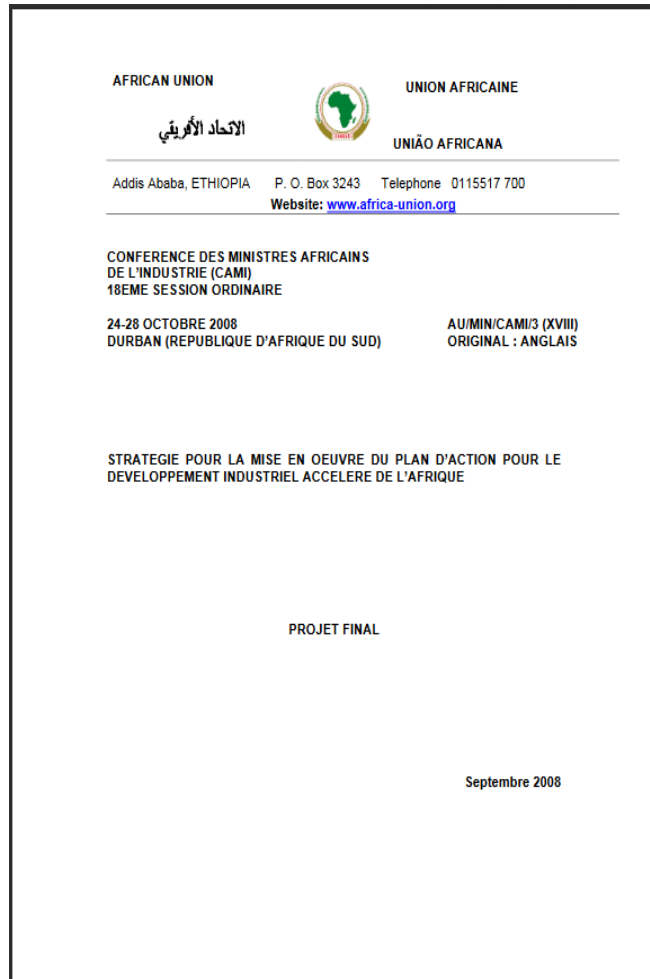 AFRICAN UNION
UNION AFRICAINE
الاتحاد الأفريقي
UNIÃO AFRICANA
Addis Ababa, ETHIOPIA P. O. Box 3243 Telephone 0115517 700
Website: www.africa-union.org
CONFERENCE DES MINISTRES AFRICAINS
DE L’INDUSTRIE (CAMI)
18EME SESSION ORDINAIRE
24-28 OCTOBRE 2008 AU/MIN/CAMI/3 (XVIII)
DURBAN (REPUBLIQUE D’AFRIQUE DU SUD) ORIGINAL : ANGLAIS
STRATEGIE POUR LA MISE EN OEUVRE DU PLAN D’ACTION POUR LE
DEVELOPPEMENT INDUSTRIEL ACCELERE DE L’AFRIQUE
PROJET FINAL
Septembre 2008